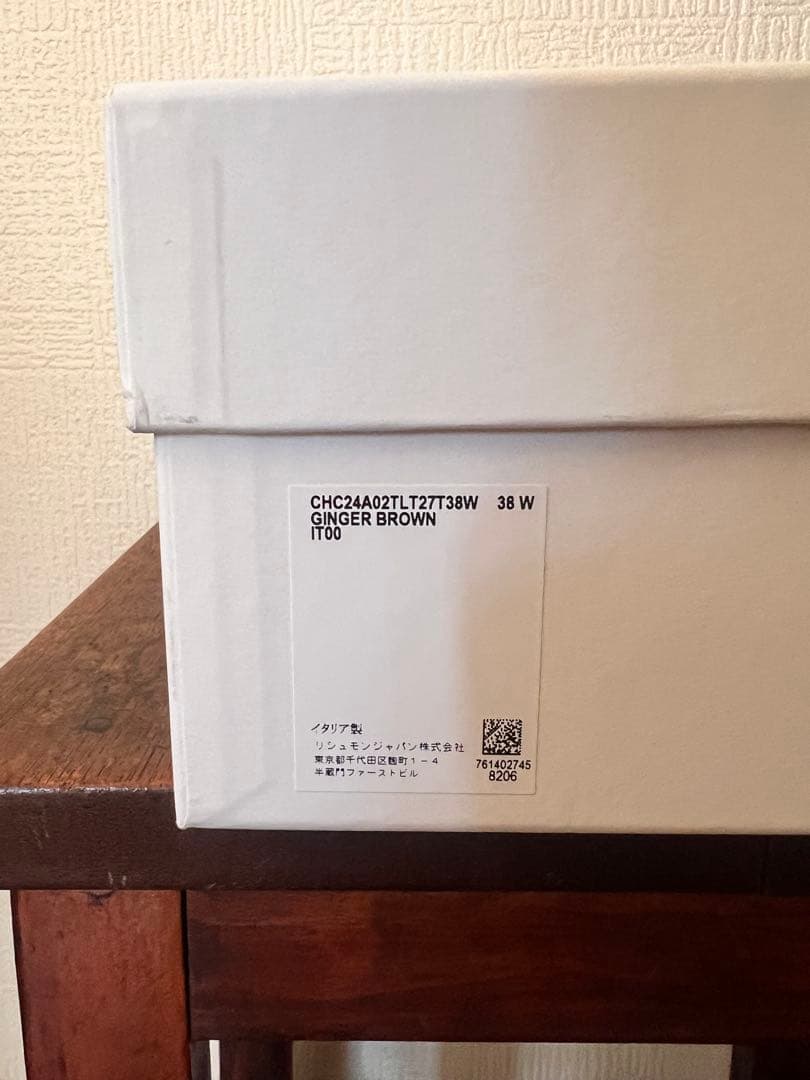 CHC24A02TLT27T38W 38 W
GINGER BROWN
IT00
イタリア製
リシュモンジャパン株式会社
東京都千代田区麹町1-4
半蔵門ファーストビル
761402745
8206